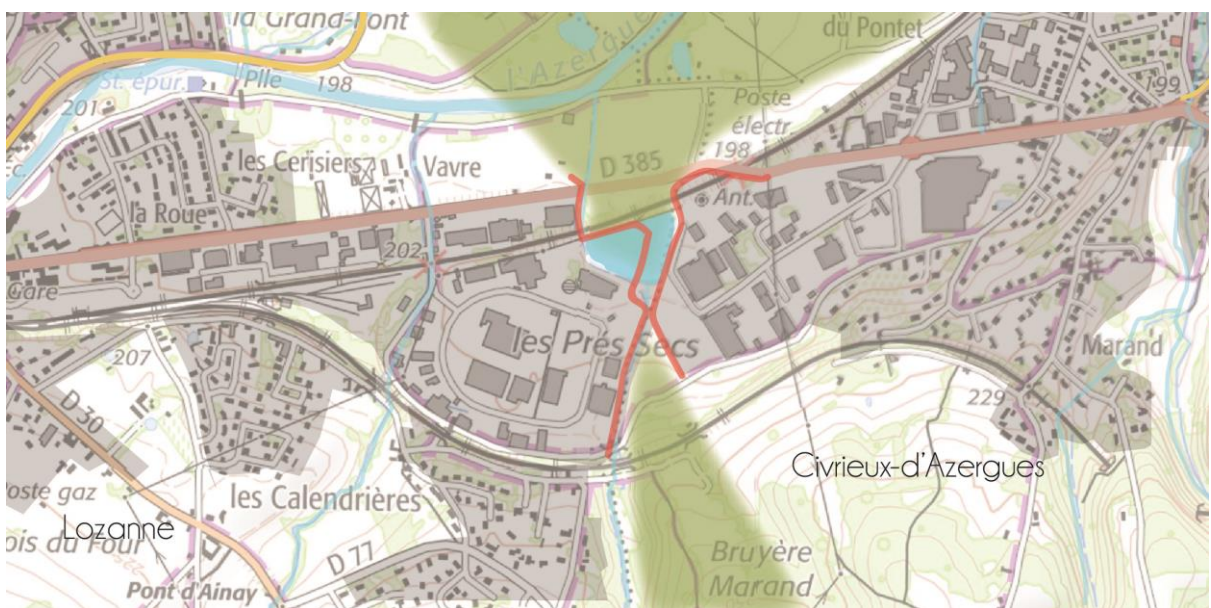 la Grand-Pont
l'Azergue
du Pontet
St. épur.
Plle
198
201
Poste
électr.
198
199
les Cerisiers
Vavre
D 385
Ant.
la Roue
202
Gare
les Prés Secs
Marand
207
D 30
229
Civrieux-d'Azergues
les Calendrières
oste gaz
Lozanne
ois du Four
D 77
Bruyère
Marand
Pont d'Ainay